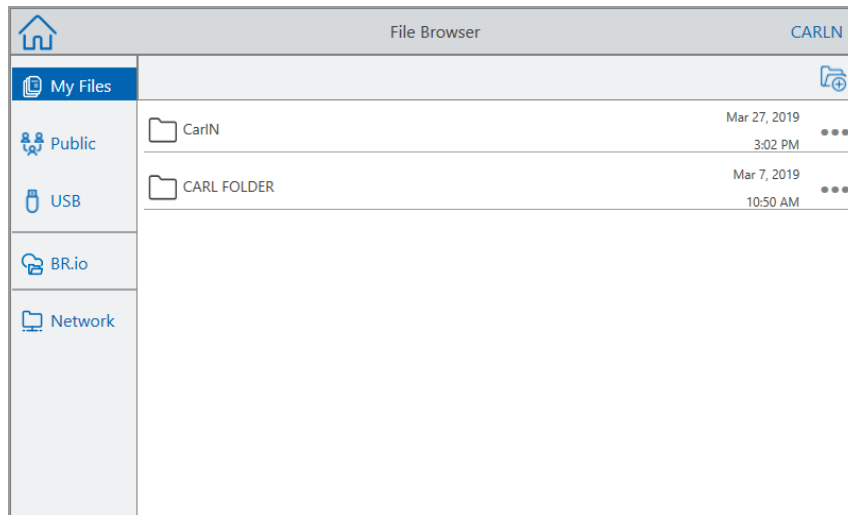 File Browser
CARLN
My Files
Public
USB
BR.io
Network
CarlN
Mar 27, 2019
3:02 PM
CARL FOLDER
Mar 7, 2019
10:50 AM